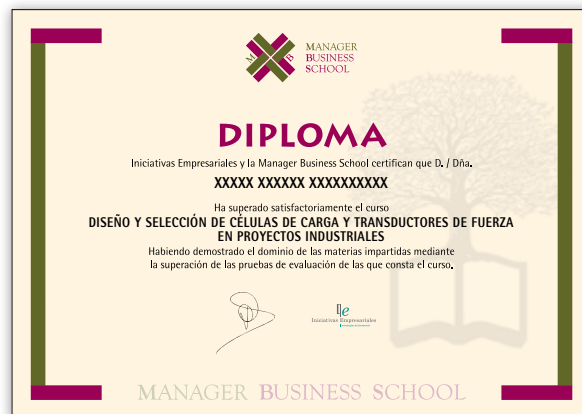 M B
MANAGER
BUSINESS
SCHOOL
DIPLOMA
Iniciativas Empresariales y la Manager Business School certifican que D. / Dña.
XXXXX XXXXXX XXXXXXXXXX
Ha superado satisfactoriamente el curso
DISEÑO Y SELECCIÓN DE CÉLULAS DE CARGA Y TRANSDUCTORES DE FUERZA
EN PROYECTOS INDUSTRIALES
Habiendo demostrado el dominio de las materias impartidas mediante
la superación de las pruebas de evaluación de las que consta el curso.
Iniciativas Empresariales
MANAGER BUSINESS SCHOOL